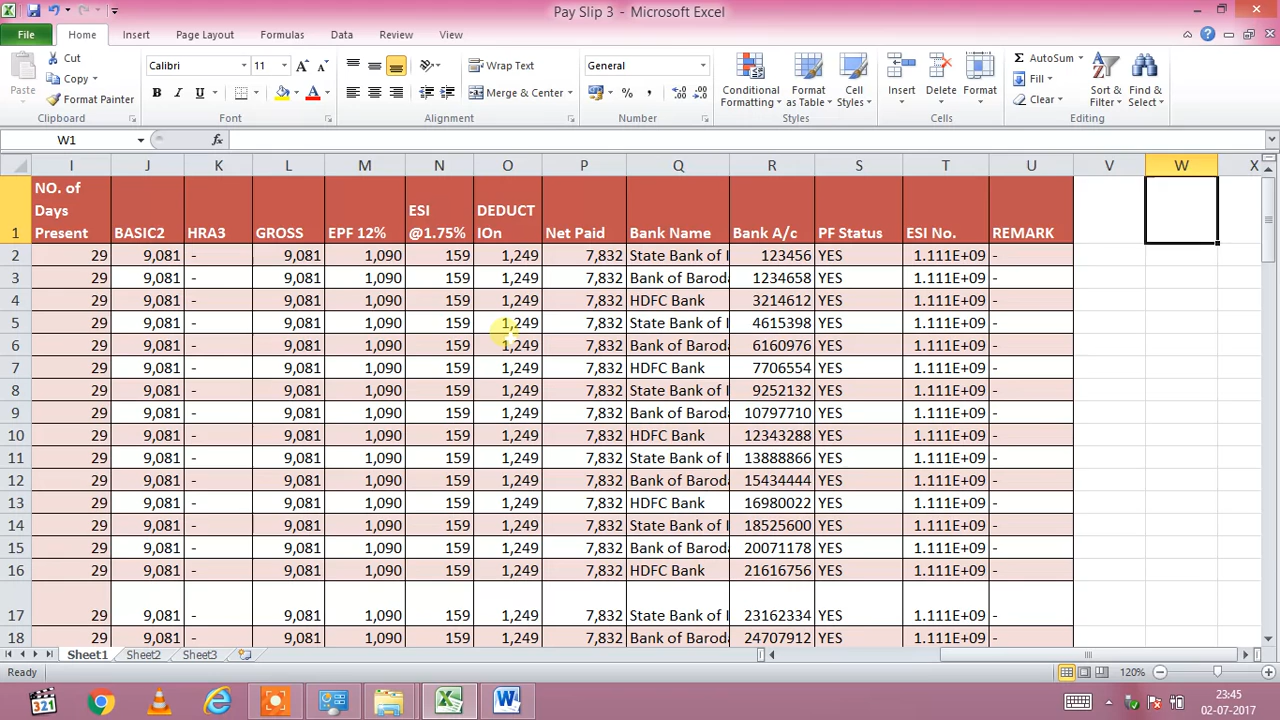 Pay Slip 3 - Microsoft Excel
File Home Insert Page Layout Formulas Data Review View
Cut
Copy
Format Painter
Paste
Clipboard
Calibri 11
B I U
Font
Wrap Text
Merge & Center
Alignment
General
Number
Conditional Formatting
Format as Table
Cell Styles
Styles
Insert Delete Format
Cells
AutoSum
Fill
Clear
Sort & Filter
Find & Select
Editing
W1 fx
I J K L M N O P Q R S T U V W X
1 NO. of Days Present BASIC2 HRA3 GROSS EPF 12% ESI @1.75% DEDUCT IOn Net Paid Bank Name Bank A/c PF Status ESI No. REMARK
2 29 9,081 - 9,081 1,090 159 1,249 7,832 State Bank of I 123456 YES 1.111E+09 -
3 29 9,081 - 9,081 1,090 159 1,249 7,832 Bank of Baroda 1234658 YES 1.111E+09 -
4 29 9,081 - 9,081 1,090 159 1,249 7,832 HDFC Bank 3214612 YES 1.111E+09 -
5 29 9,081 - 9,081 1,090 159 1,249 7,832 State Bank of I 4615398 YES 1.111E+09 -
6 29 9,081 - 9,081 1,090 159 1,249 7,832 Bank of Baroda 6160976 YES 1.111E+09 -
7 29 9,081 - 9,081 1,090 159 1,249 7,832 HDFC Bank 7706554 YES 1.111E+09 -
8 29 9,081 - 9,081 1,090 159 1,249 7,832 State Bank of I 9252132 YES 1.111E+09 -
9 29 9,081 - 9,081 1,090 159 1,249 7,832 Bank of Baroda 10797710 YES 1.111E+09 -
10 29 9,081 - 9,081 1,090 159 1,249 7,832 HDFC Bank 12343288 YES 1.111E+09 -
11 29 9,081 - 9,081 1,090 159 1,249 7,832 State Bank of I 13888866 YES 1.111E+09 -
12 29 9,081 - 9,081 1,090 159 1,249 7,832 Bank of Baroda 15434444 YES 1.111E+09 -
13 29 9,081 - 9,081 1,090 159 1,249 7,832 HDFC Bank 16980022 YES 1.111E+09 -
14 29 9,081 - 9,081 1,090 159 1,249 7,832 State Bank of I 18525600 YES 1.111E+09 -
15 29 9,081 - 9,081 1,090 159 1,249 7,832 Bank of Baroda 20071178 YES 1.111E+09 -
16 29 9,081 - 9,081 1,090 159 1,249 7,832 HDFC Bank 21616756 YES 1.111E+09 -
17 29 9,081 - 9,081 1,090 159 1,249 7,832 State Bank of I 23162334 YES 1.111E+09 -
18 29 9,081 - 9,081 1,090 159 1,249 7,832 Bank of Baroda 24707912 YES 1.111E+09 -
Sheet1 Sheet2 Sheet3
Ready 120%
321
23:45
02-07-2017